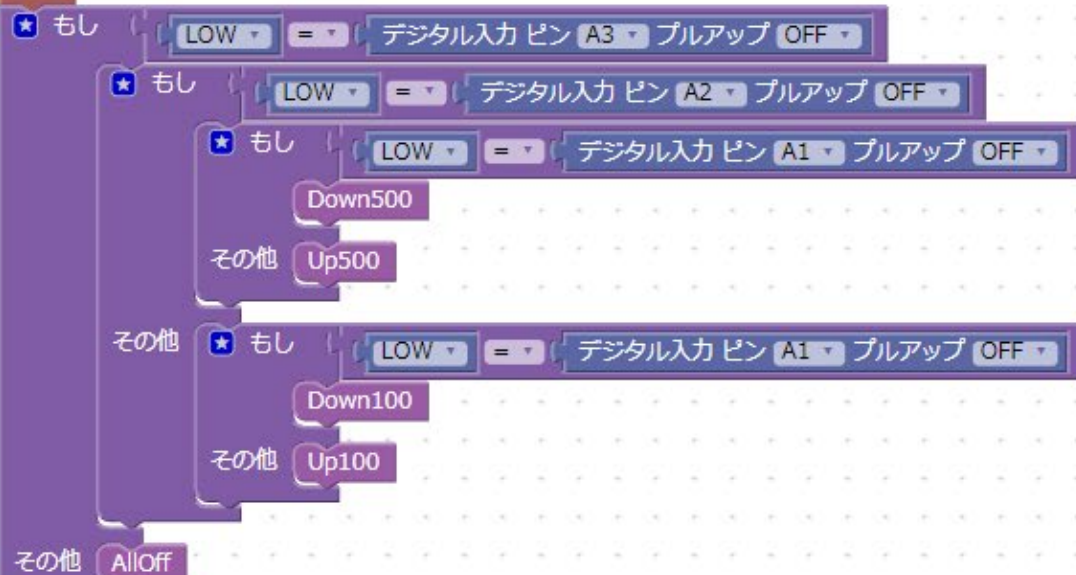 もし LOW = デジタル入力 ピン A3 プルアップ OFF
もし LOW = デジタル入力 ピン A2 プルアップ OFF
もし LOW = デジタル入力 ピン A1 プルアップ OFF
Down500
その他 Up500
その他 もし LOW = デジタル入力 ピン A1 プルアップ OFF
Down100
その他 Up100
その他 AllOff